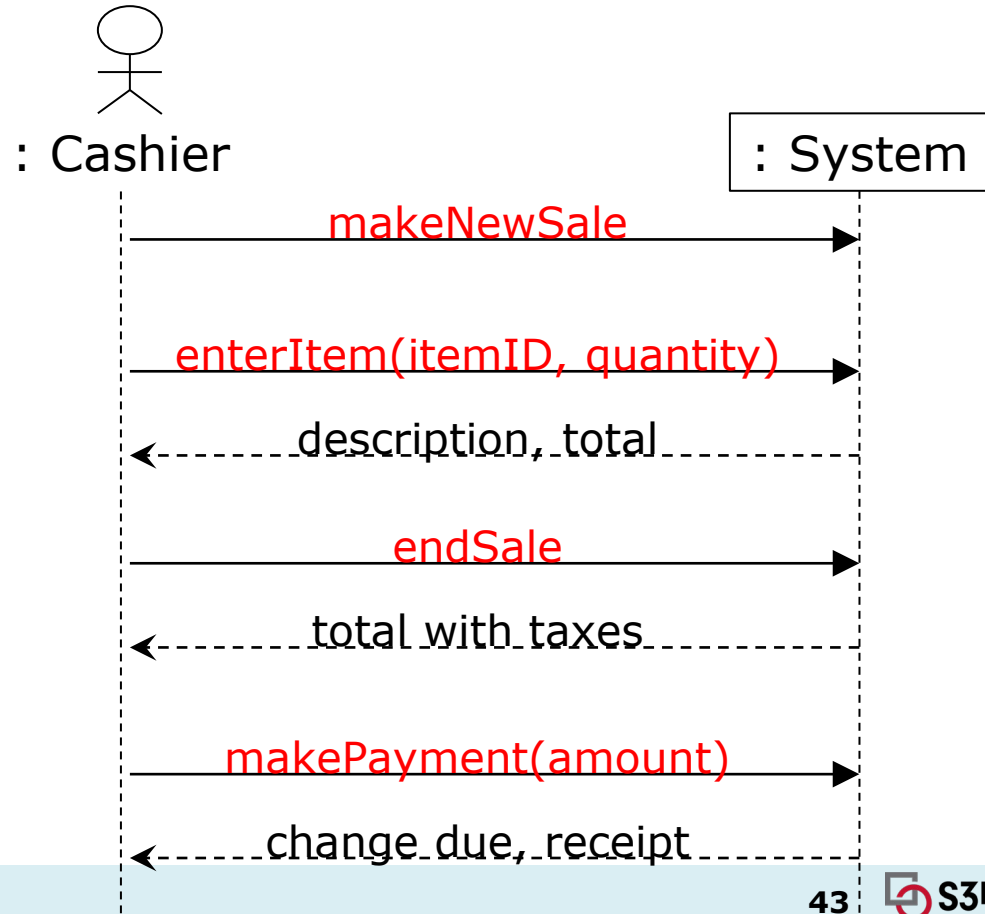 : Cashier
: System
makeNewSale
enterItem(itemID, quantity)
description, total
endSale
total with taxes
makePayment(amount)
change due, receipt
43